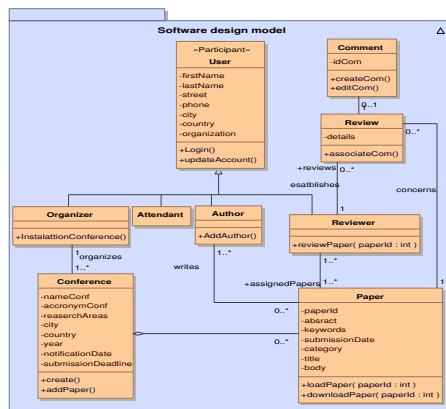 Software design model
«Participant»
User
-firstName
-lastName
-street
-phone
-city
-country
-organization
+Login()
+updateAccount()
Comment
-idCom
+createCom()
+editCom()
0..1
Review
-details
+associateCom()
0..*
+reviews
0..*
esatblishes
concerns
1
Organizer
+InstalattionConference()
Attendant
Author
+AddAuthor()
Reviewer
+reviewPaper( paperId : int )
1
organizes
1..*
1..*
writes
1..*
+assignedPapers
1..*
1
Conference
-nameConf
-accronymConf
-reaserchAreas
-city
-country
-year
-notificationDate
-submissionDeadline
+create()
+addPaper()
0..*
0..*
Paper
-paperId
-absract
-keywords
-submissionDate
-category
-title
-body
+loadPaper( paperId : int )
+downloadPaper( paperId : int )